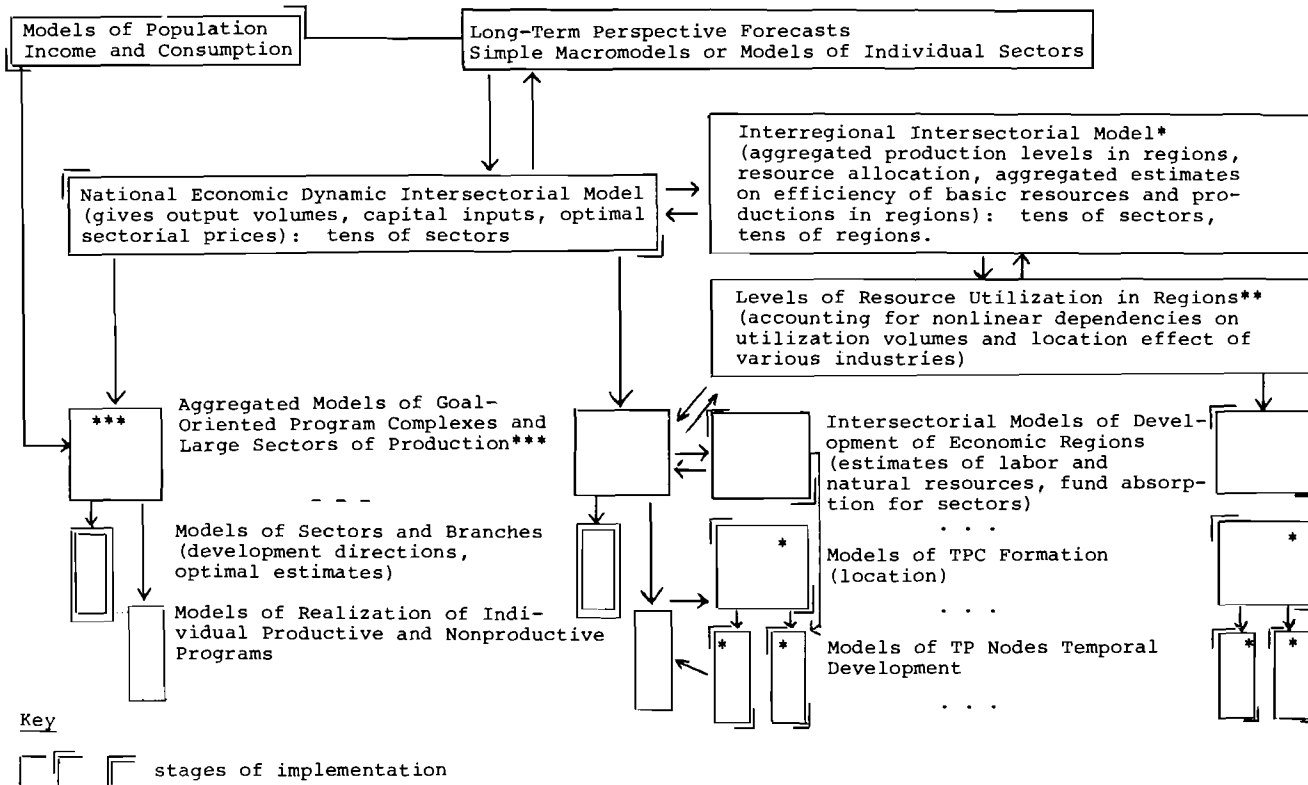 Models of Population
Income and Consumption
Long-Term Perspective Forecasts
Simple Macromodels or Models of Individual Sectors
Interregional Intersectorial Model*
(aggregated production levels in regions,
resource allocation, aggregated estimates
on efficiency of basic resources and pro-
ductions in regions): tens of sectors,
tens of regions.
National Economic Dynamic Intersectorial Model
(gives output volumes, capital inputs, optimal
sectorial prices): tens of sectors
Levels of Resource Utilization in Regions**
(accounting for nonlinear dependencies on
utilization volumes and location effect of
various industries)
***
Aggregated Models of Goal-
Oriented Program Complexes and
Large Sectors of Production***
- - -
Intersectorial Models of Devel-
opment of Economic Regions
(estimates of labor and
natural resources, fund absorp-
tion for sectors)
. . .
Models of Sectors and Branches
(development directions,
optimal estimates)
*
Models of TPC Formation
(location)
. . .
*
Models of Realization of Indi-
vidual Productive and Nonproductive
Programs
*
*
Models of TP Nodes Temporal
Development
. . .
*
*
Key
stages of implementation